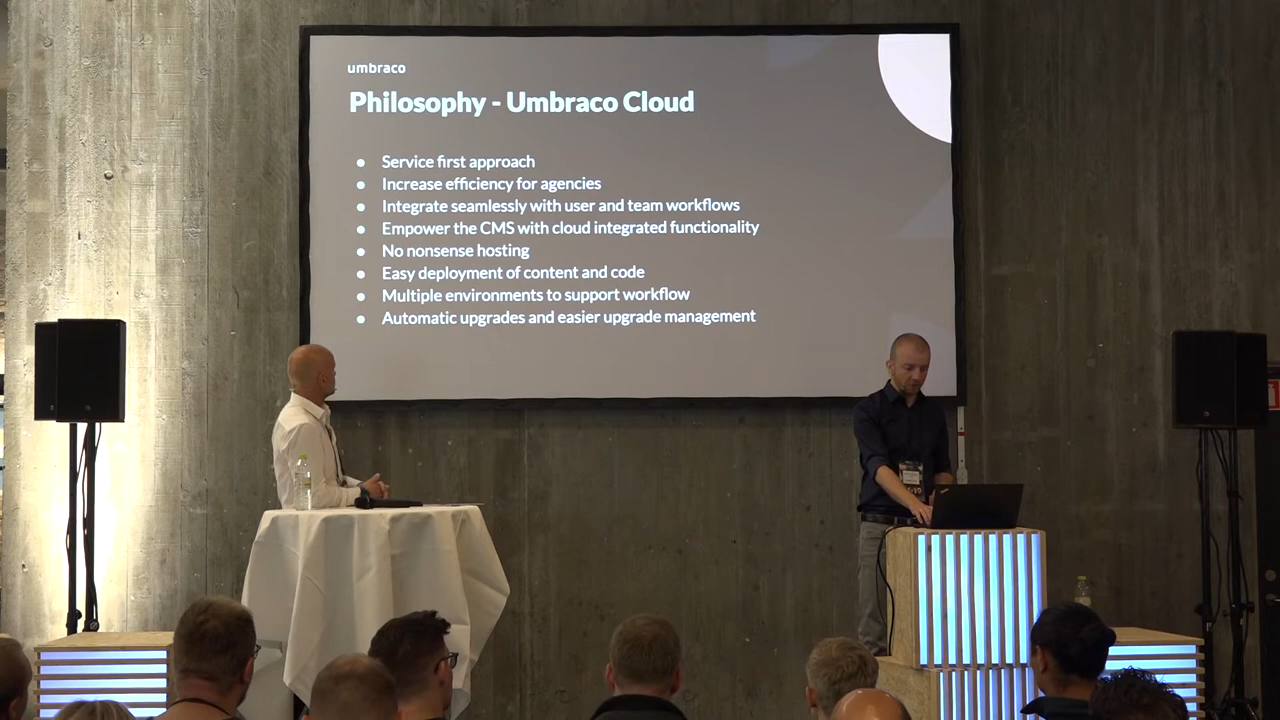 umbraco
Philosophy - Umbraco Cloud
● Service first approach
● Increase efficiency for agencies
● Integrate seamlessly with user and team workflows
● Empower the CMS with cloud integrated functionality
● No nonsense hosting
● Easy deployment of content and code
● Multiple environments to support workflow
● Automatic upgrades and easier upgrade management